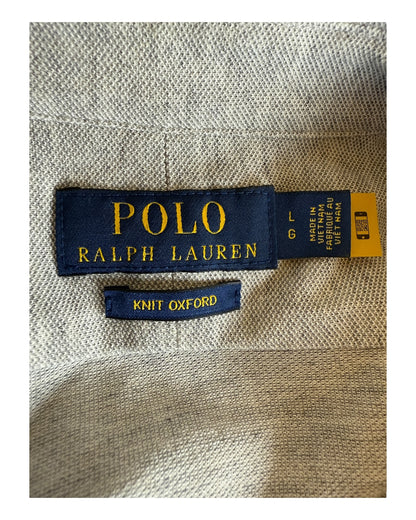 POLO
RALPH LAUREN
KNIT OXFORD
L
G
MADE IN
VIETNAM
FABRIQUÉ AU
VIET NAM